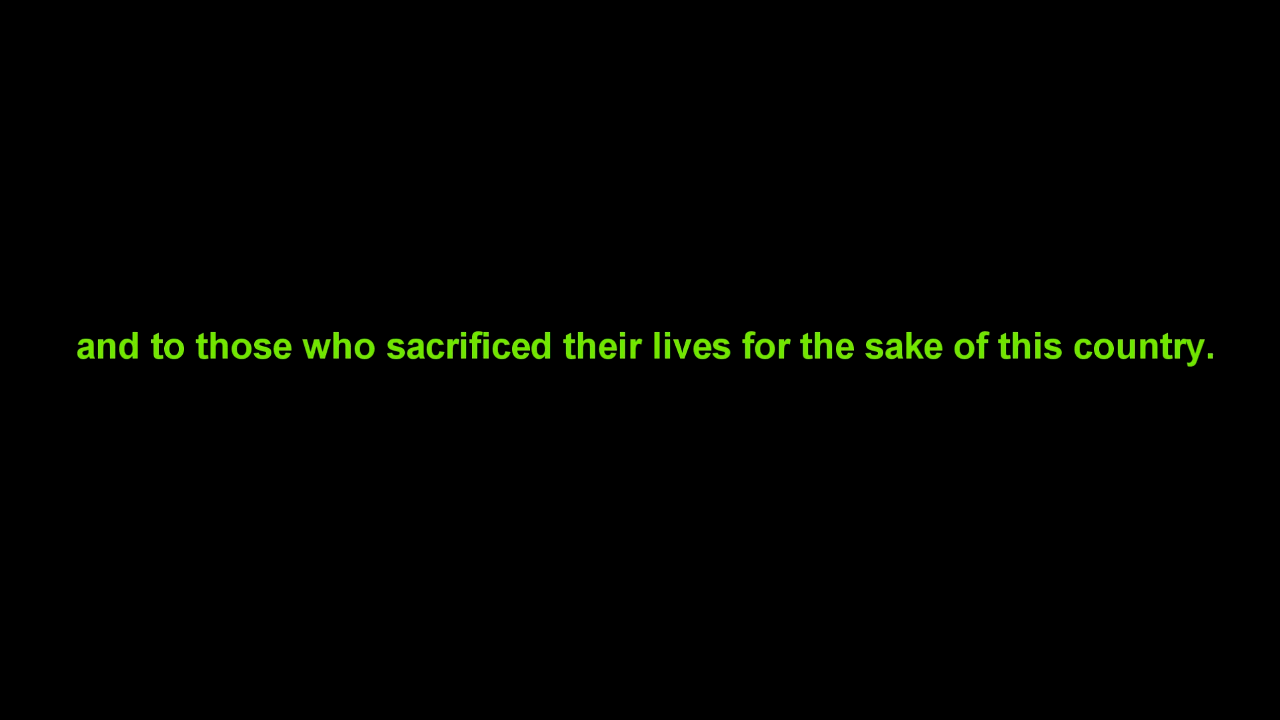 and to those who sacrificed their lives for the sake of this country.